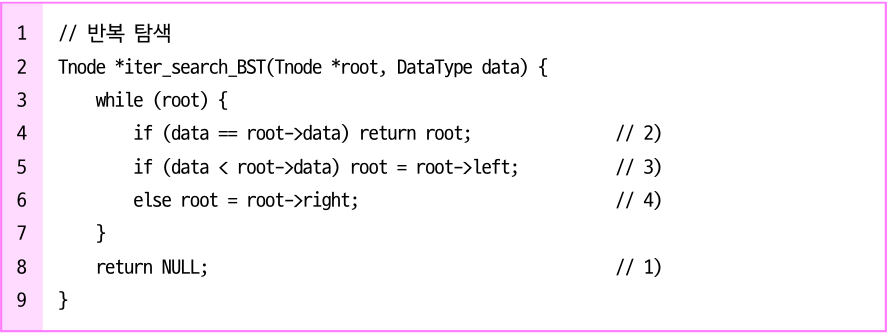 1 // 반복 탐색
2 Tnode *iter_search_BST(Tnode *root, DataType data) {
3     while (root) {
4         if (data == root->data) return root;                // 2)
5         if (data < root->data) root = root->left;           // 3)
6         else root = root->right;                            // 4)
7     }
8     return NULL;                                            // 1)
9 }